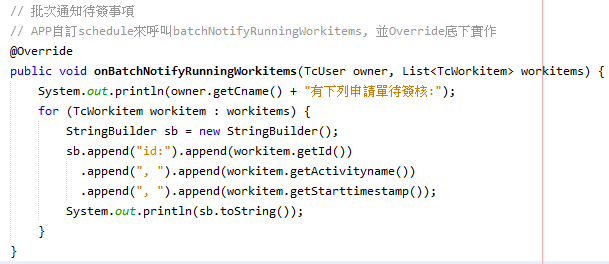 // 批次通知待簽事項
// APP自訂schedule來呼叫batchNotifyRunningWorkitems, 並Override底下實作
@Override
public void onBatchNotifyRunningWorkitems(TcUser owner, List<TcWorkitem> workitems) {
    System.out.println(owner.getCname() + "有下列申請單待簽核:");
    for (TcWorkitem workitem : workitems) {
        StringBuilder sb = new StringBuilder();
        sb.append("id:").append(workitem.getId())
          .append(", ").append(workitem.getActivityname())
          .append(", ").append(workitem.getStarttimestamp());
        System.out.println(sb.toString());
    }
}